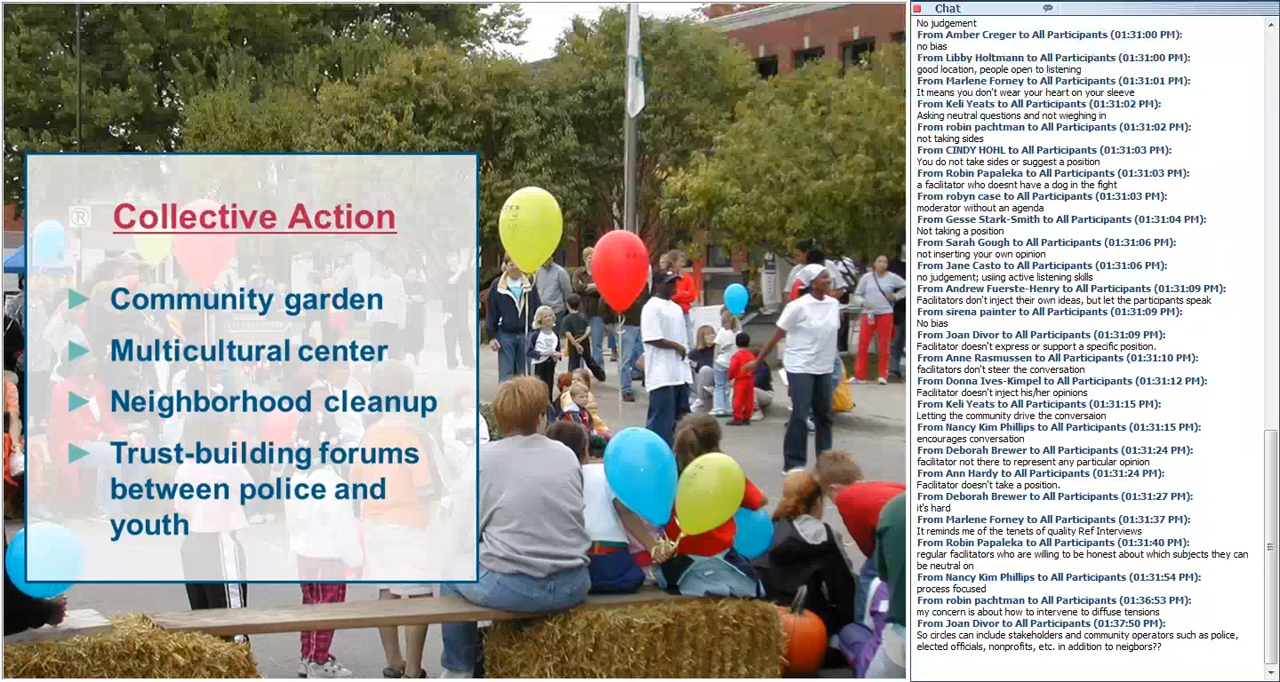 Collective Action
Community garden
Multicultural center
Neighborhood cleanup
Trust-building forums
between police and
youth
Chat
No judgement
From Amber Creger to All Participants (01:31:00 PM):
no bias
From Libby Holtmann to All Participants (01:31:00 PM):
good location, people open to listening
From Marlene Forney to All Participants (01:31:01 PM):
It means you don't wear your heart on your sleeve
From Keli Yeats to All Participants (01:31:02 PM):
Asking neutral questions and not wieghing in
From robin pachtman to All Participants (01:31:02 PM):
not taking sides
From CINDY HOHL to All Participants (01:31:03 PM):
You do not take sides or suggest a position
From Robin Papaleka to All Participants (01:31:03 PM):
a facilitator who doesnt have a dog in the fight
From robyn case to All Participants (01:31:03 PM):
moderator without an agenda
From Gesse Stark-Smith to All Participants (01:31:04 PM):
Not taking a position
From Sarah Gough to All Participants (01:31:06 PM):
not inserting your own opinion
From Jane Casto to All Participants (01:31:06 PM):
no judgement; using active listening skills
From Andrew Fuerste-Henry to All Participants (01:31:09 PM):
Facilitators don't inject their own ideas, but let the participants speak
From sirena painter to All Participants (01:31:09 PM):
No bias
From Joan Divor to All Participants (01:31:09 PM):
Facilitator doesn't express or support a specific position.
From Anne Rasmussen to All Participants (01:31:10 PM):
facilitators don't steer the conversation
From Donna Ives-Kimpel to All Participants (01:31:12 PM):
Facilitator doesn't inject his/her opinions
From Keli Yeats to All Participants (01:31:15 PM):
Letting the community drive the conversaion
From Nancy Kim Phillips to All Participants (01:31:15 PM):
encourages conversation
From Deborah Brewer to All Participants (01:31:24 PM):
facilitator not there to represent any particular opinion
From Ann Hardy to All Participants (01:31:24 PM):
Facilitator doesn't take a position.
From Deborah Brewer to All Participants (01:31:27 PM):
it's hard
From Marlene Forney to All Participants (01:31:37 PM):
It reminds me of the tenets of quality Ref Interviews
From Robin Papaleka to All Participants (01:31:40 PM):
regular facilitators who are willing to be honest about which subjects they can
be neutral on
From Nancy Kim Phillips to All Participants (01:31:54 PM):
process focused
From robin pachtman to All Participants (01:36:53 PM):
my concern is about how to intervene to diffuse tensions
From Joan Divor to All Participants (01:37:50 PM):
So circles can include stakeholders and community operators such as police,
elected officials, nonprofits, etc. in addition to neigbors??